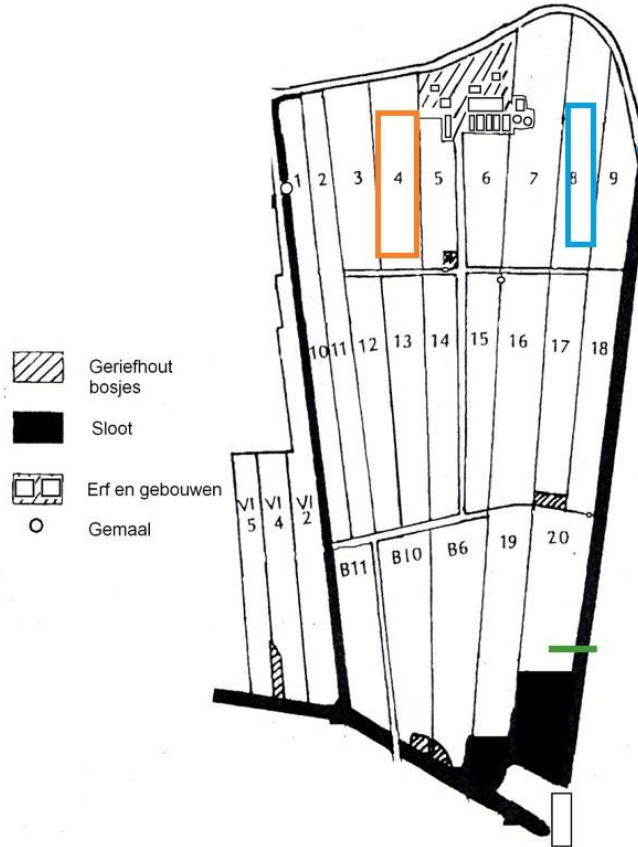 1 2 3 4 5 6 7 8 9
10 11 12 13 14 15 16 17 18
Geriefhout
bosjes
Sloot
Erf en gebouwen
Gemaal
VI
5
VI
4
VI
2
B11 B10 B6 19 20